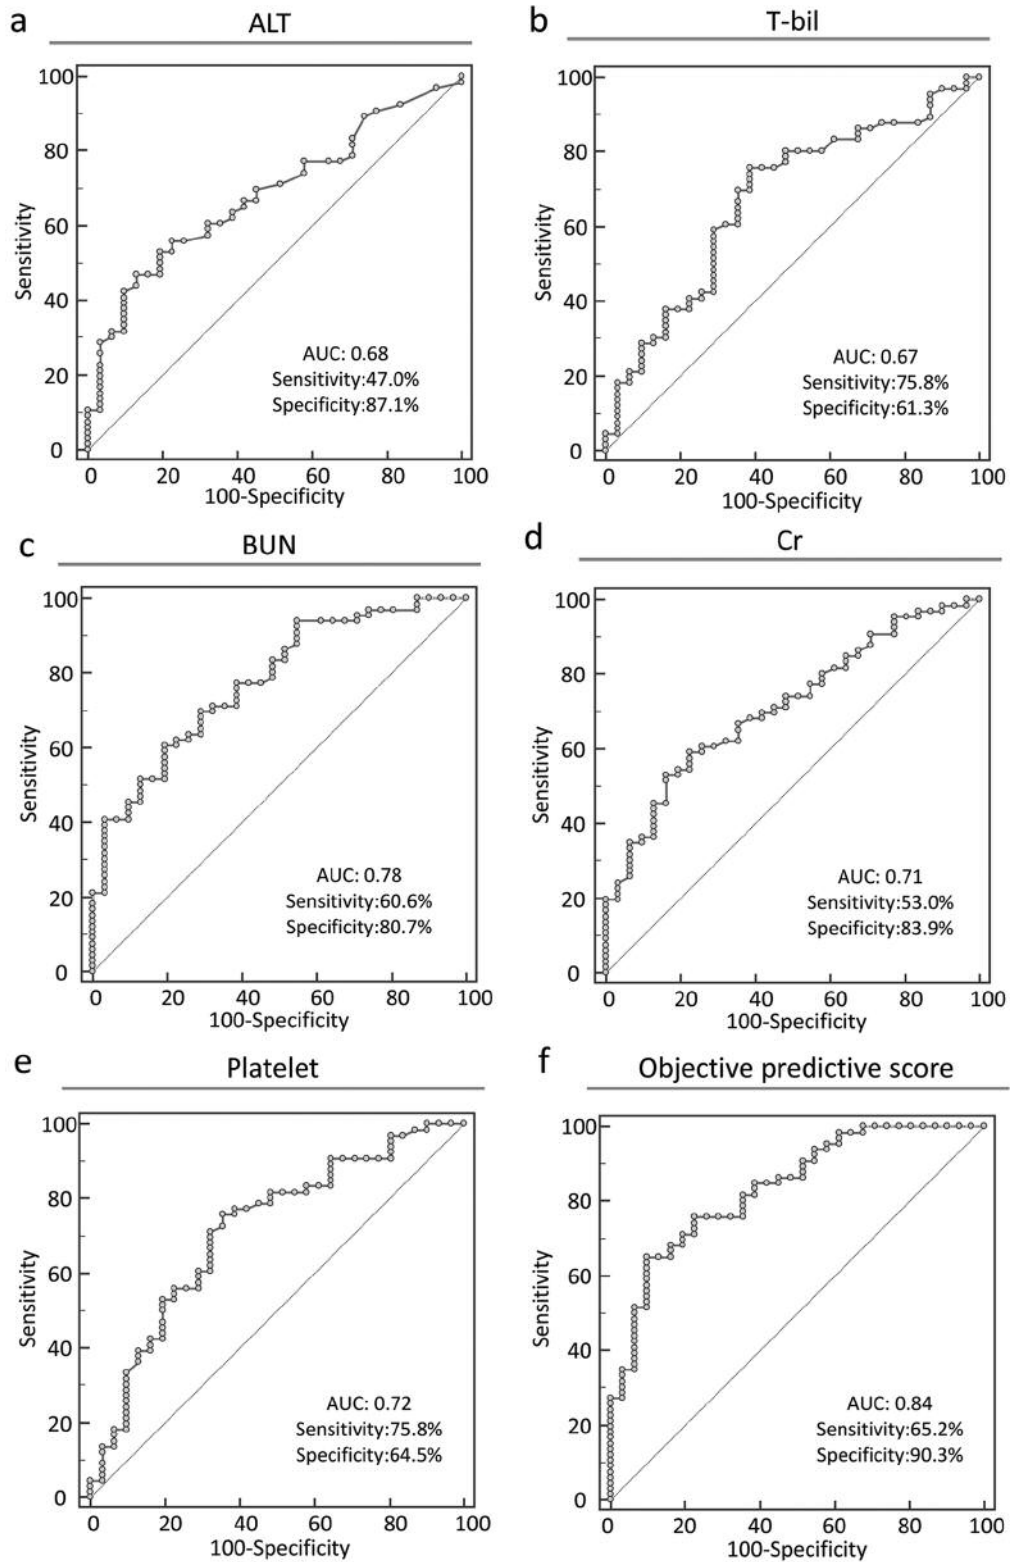 a
ALT
100
80
60
40
20
0
Sensitivity
AUC: 0.68
Sensitivity:47.0%
Specificity:87.1%
0 20 40 60 80 100
100-Specificity
b
T-bil
100
80
60
40
20
0
Sensitivity
AUC: 0.67
Sensitivity:75.8%
Specificity:61.3%
0 20 40 60 80 100
100-Specificity
c
BUN
100
80
60
40
20
0
Sensitivity
AUC: 0.78
Sensitivity:60.6%
Specificity:80.7%
0 20 40 60 80 100
100-Specificity
d
Cr
100
80
60
40
20
0
Sensitivity
AUC: 0.71
Sensitivity:53.0%
Specificity:83.9%
0 20 40 60 80 100
100-Specificity
e
Platelet
100
80
60
40
20
0
Sensitivity
AUC: 0.72
Sensitivity:75.8%
Specificity:64.5%
0 20 40 60 80 100
100-Specificity
f
Objective predictive score
100
80
60
40
20
0
Sensitivity
AUC: 0.84
Sensitivity:65.2%
Specificity:90.3%
0 20 40 60 80 100
100-Specificity